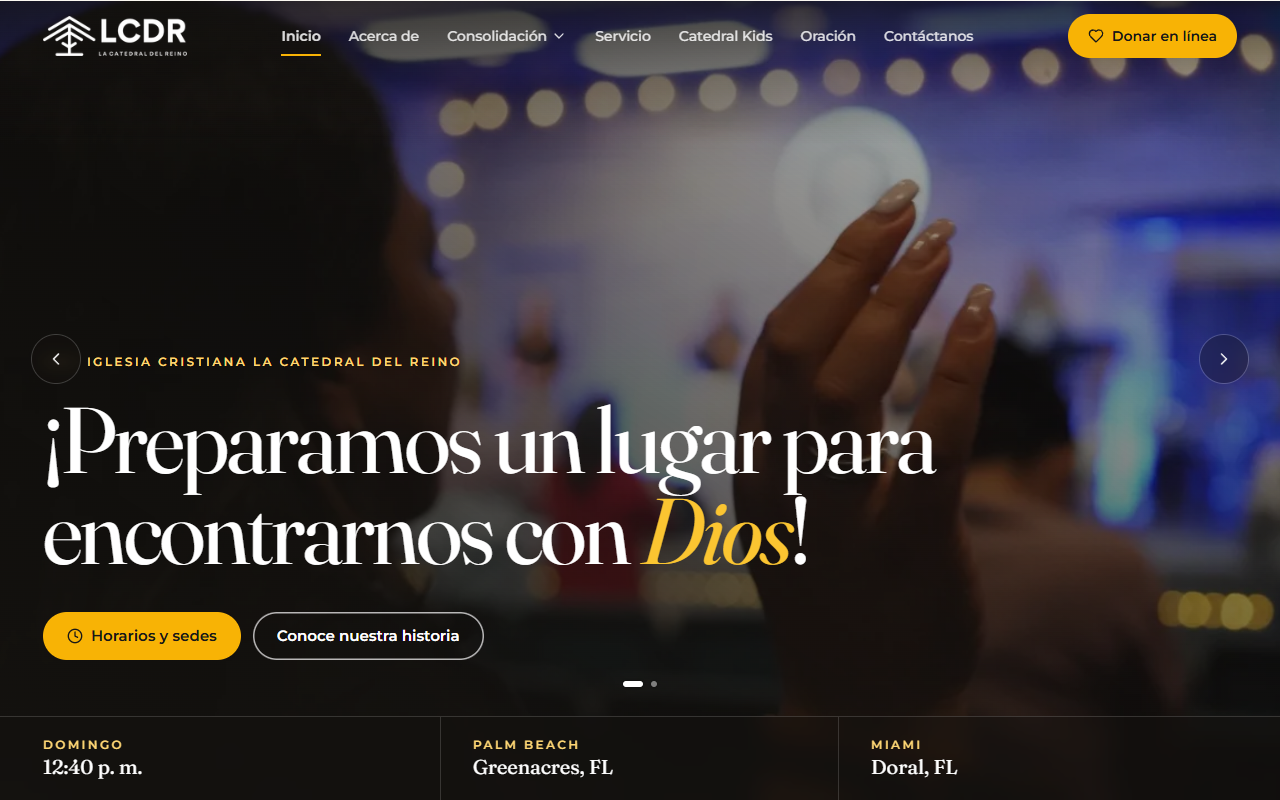 LCDR
LA CATEDRAL DEL REINO
Inicio
Acerca de
Consolidación
Servicio
Catedral Kids
Oración
Contáctanos
Donar en línea
IGLESIA CRISTIANA LA CATEDRAL DEL REINO
¡Preparamos un lugar para
encontrarnos con Dios!
Horarios y sedes
Conoce nuestra historia
DOMINGO
12:40 p. m.
PALM BEACH
Greenacres, FL
MIAMI
Doral, FL